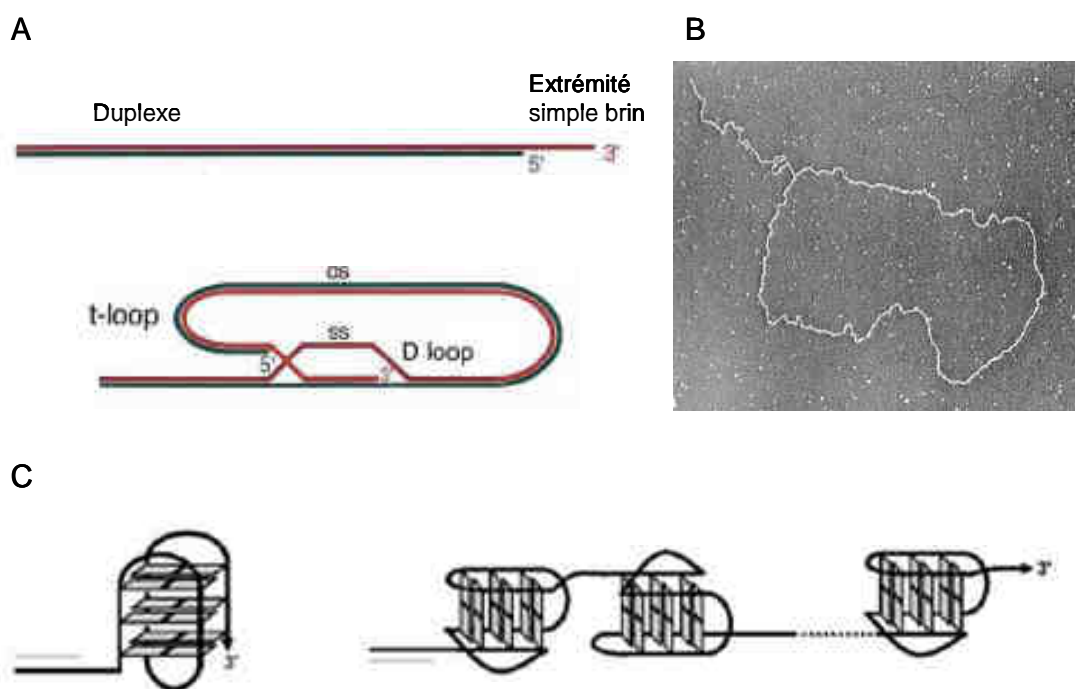 A
B
Duplexe
Extrémité
simple brin
5'
3'
ds
t-loop
ss
D loop
5'
3'
C
3'
3'